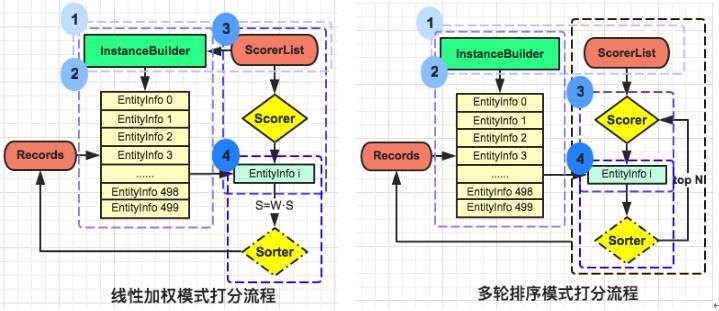 1
3
InstanceBuilder
ScorerList
2
EntityInfo 0
EntityInfo 1
EntityInfo 2
EntityInfo 3
......
EntityInfo 498
EntityInfo 499
Scorer
Records
4
EntityInfo i
S=W·S
Sorter
线性加权模式打分流程
1
InstanceBuilder
ScorerList
2
3
EntityInfo 0
EntityInfo 1
EntityInfo 2
EntityInfo 3
......
EntityInfo 498
EntityInfo 499
Scorer
Records
4
EntityInfo i
top N
Sorter
多轮排序模式打分流程